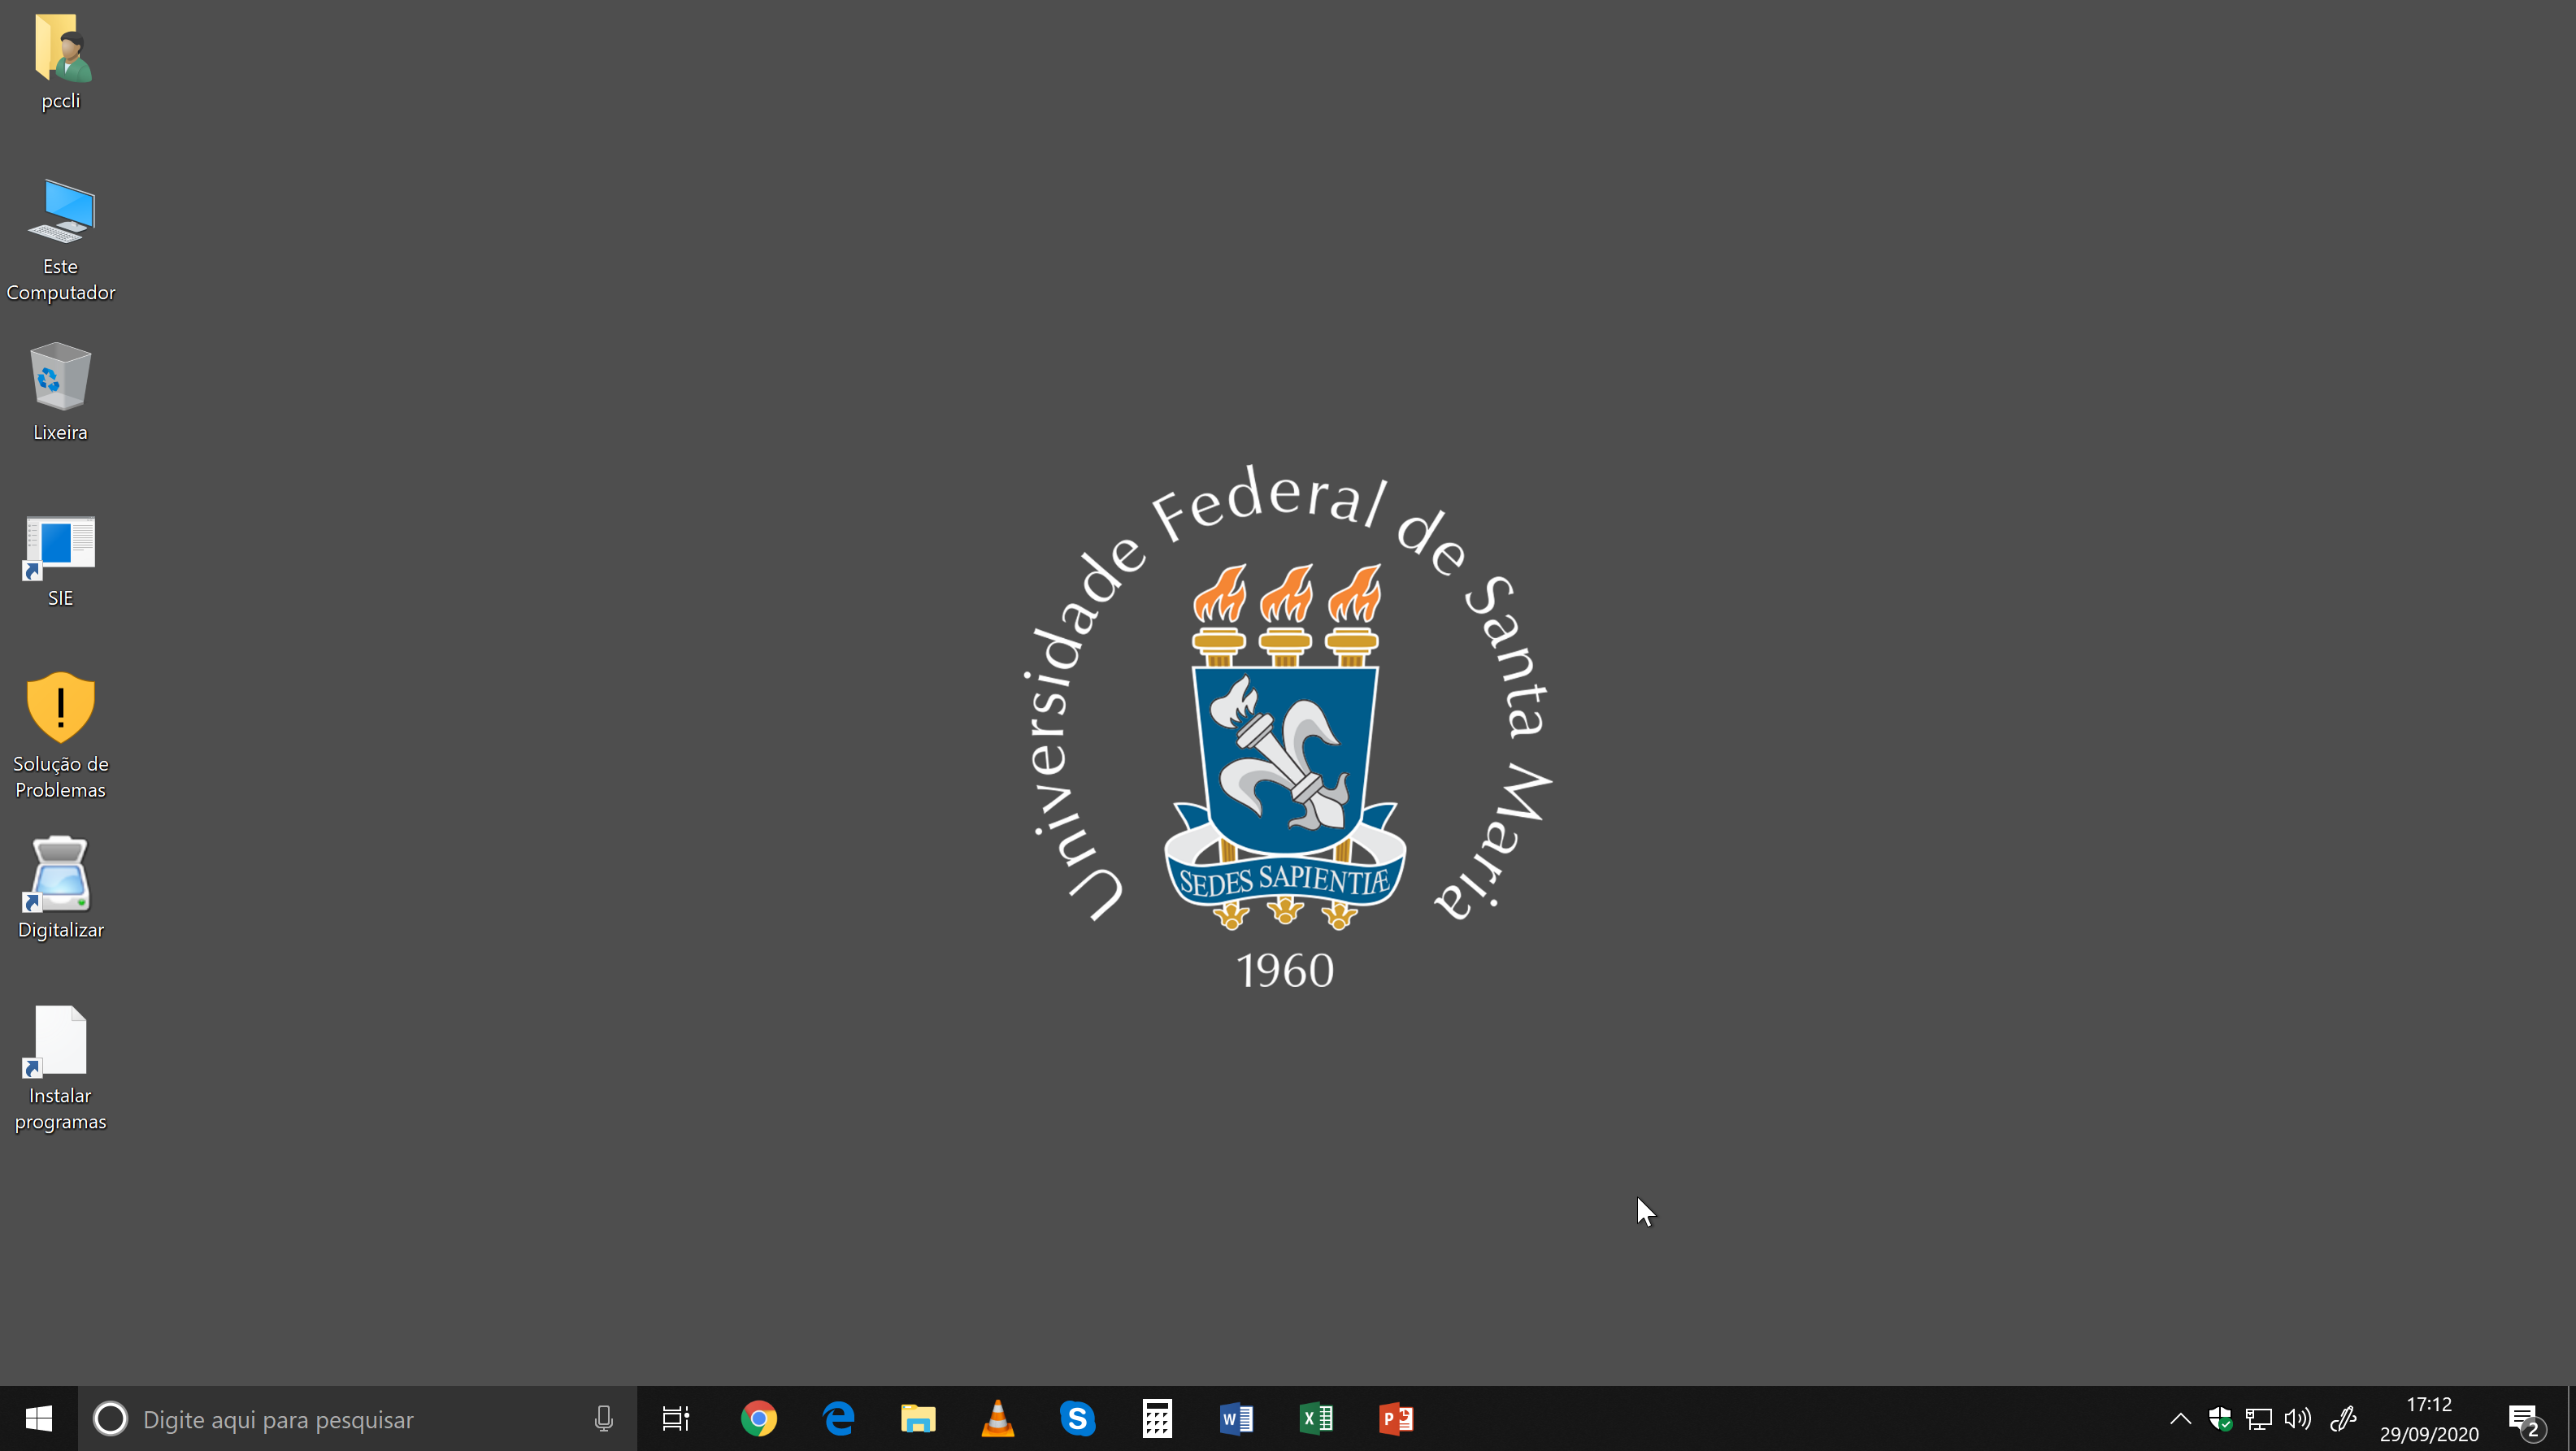 pccli
Este
Computador
Lixeira
SIE
Solução de
Problemas
Digitalizar
Instalar
programas
Universidade Federal de Santa Maria
SEDES SAPIENTIÆ
1960
Digite aqui para pesquisar
17:12
29/09/2020
2